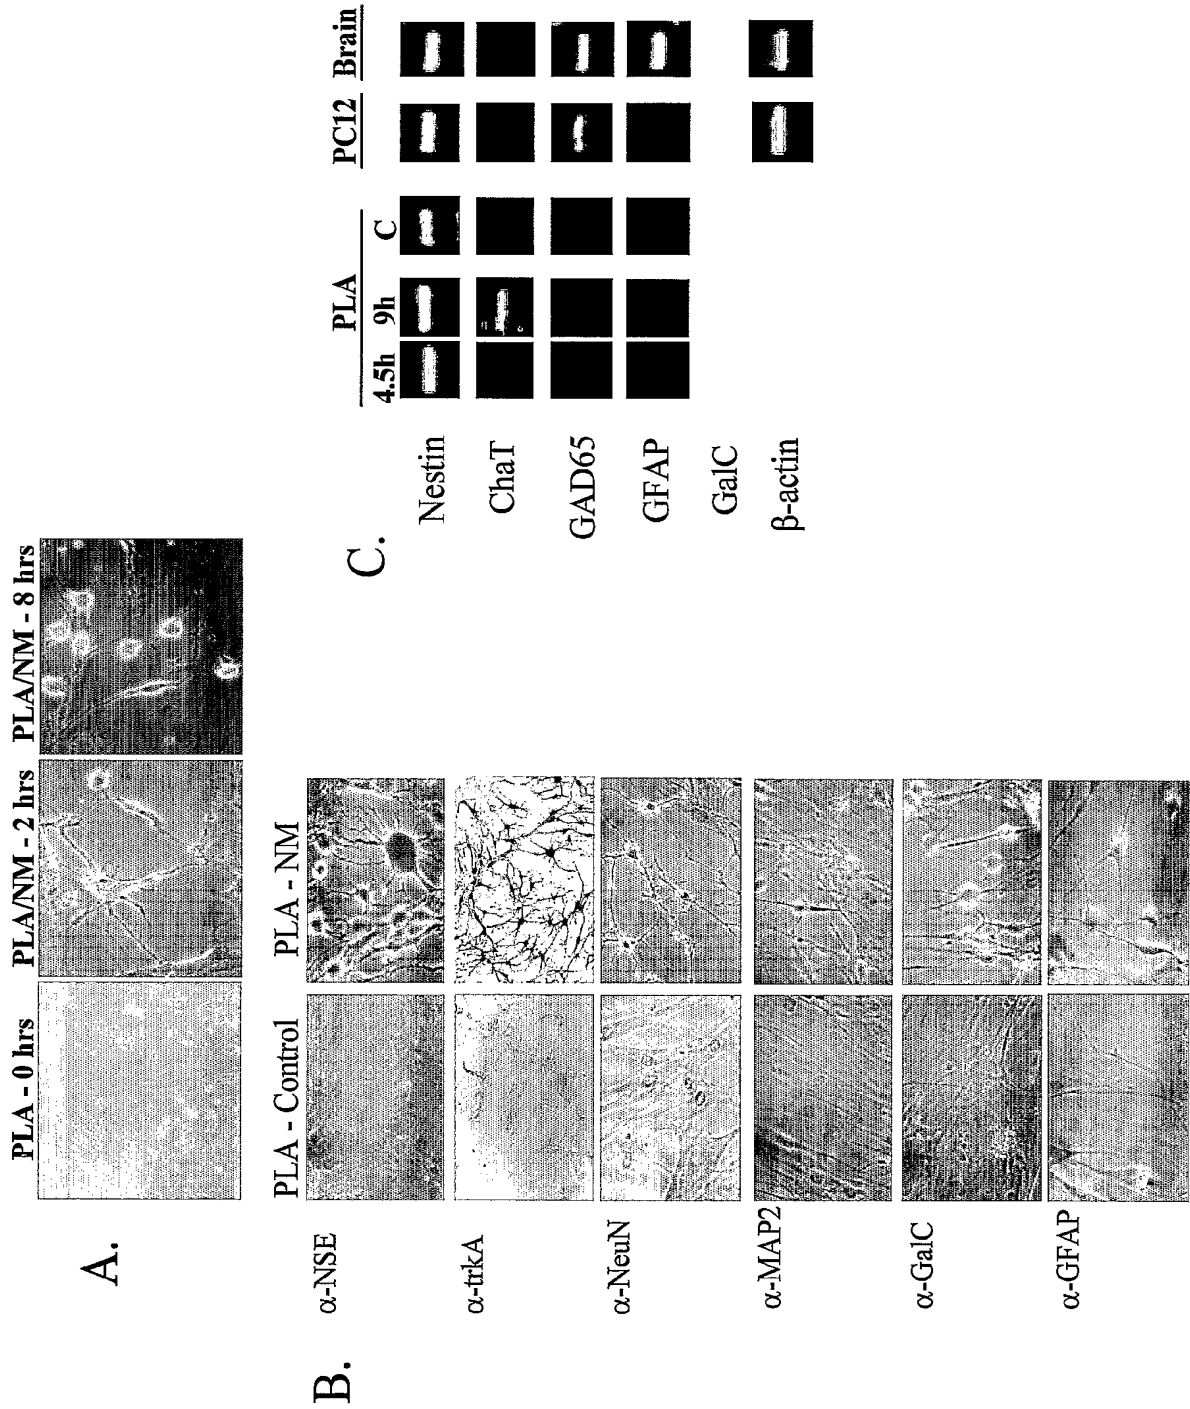 A.
PLA - 0 hrs PLA/NM - 2 hrs PLA/NM - 8 hrs
B.
PLA - Control PLA - NM
α-NSE
α-trkA
α-NeuN
α-MAP2
α-GalC
α-GFAP
C.
PLA PC12 Brain
4.5h 9h C
Nestin
ChaT
GAD65
GFAP
GalC
β-actin